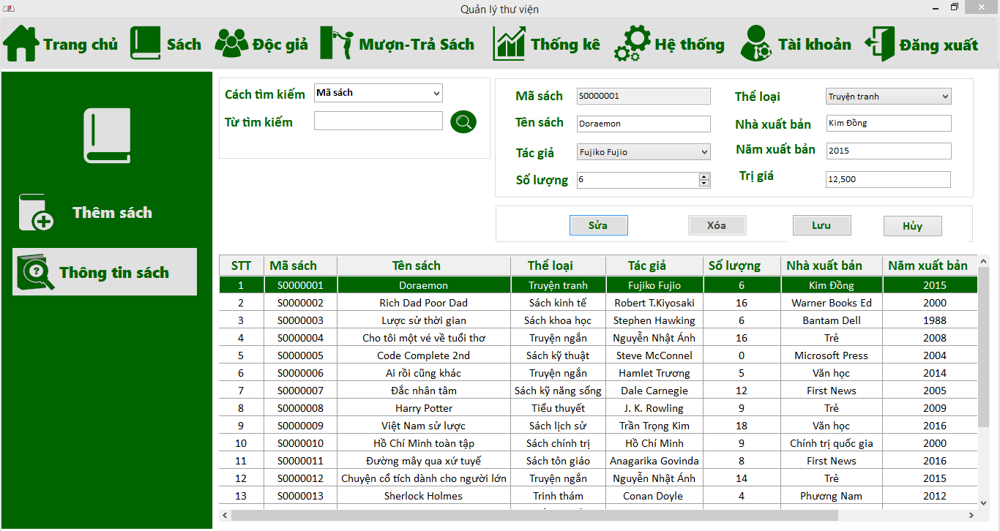 Quản lý thư viện
Trang chủ Sách Độc giả Mượn-Trả Sách Thống kê Hệ thống Tài khoản Đăng xuất
Thêm sách
Thông tin sách
Cách tìm kiếm Mã sách
Từ tìm kiếm
Mã sách S0000001 Thể loại Truyện tranh
Tên sách Doraemon Nhà xuất bản Kim Đồng
Tác giả Fujiko Fujio Năm xuất bản 2015
Số lượng 6 Trị giá 12,500
Sửa Xóa Lưu Hủy
STT Mã sách Tên sách Thể loại Tác giả Số lượng Nhà xuất bản Năm xuất bản
1 S0000001 Doraemon Truyện tranh Fujiko Fujio 6 Kim Đồng 2015
2 S0000002 Rich Dad Poor Dad Sách kinh tế Robert T.Kiyosaki 16 Warner Books Ed 2000
3 S0000003 Lược sử thời gian Sách khoa học Stephen Hawking 6 Bantam Dell 1988
4 S0000004 Cho tôi một vé về tuổi thơ Truyện ngắn Nguyễn Nhật Ánh 16 Trẻ 2008
5 S0000005 Code Complete 2nd Sách kỹ thuật Steve McConnel 0 Microsoft Press 2004
6 S0000006 Ai rồi cũng khác Truyện ngắn Hamlet Trương 5 Văn học 2014
7 S0000007 Đắc nhân tâm Sách kỹ năng sống Dale Carnegie 12 First News 2005
8 S0000008 Harry Potter Tiểu thuyết J. K. Rowling 9 Trẻ 2009
9 S0000009 Việt Nam sử lược Sách lịch sử Trần Trọng Kim 18 Văn học 2016
10 S0000010 Hồ Chí Minh toàn tập Sách chính trị Hồ Chí Minh 9 Chính trị quốc gia 2000
11 S0000011 Đường mây qua xứ tuyế Sách tôn giáo Anagarika Govinda 8 First News 2016
12 S0000012 Chuyện cổ tích dành cho người lớn Truyện ngắn Nguyễn Nhật Ánh 14 Trẻ 2015
13 S0000013 Sherlock Holmes Trinh thám Conan Doyle 4 Phương Nam 2012